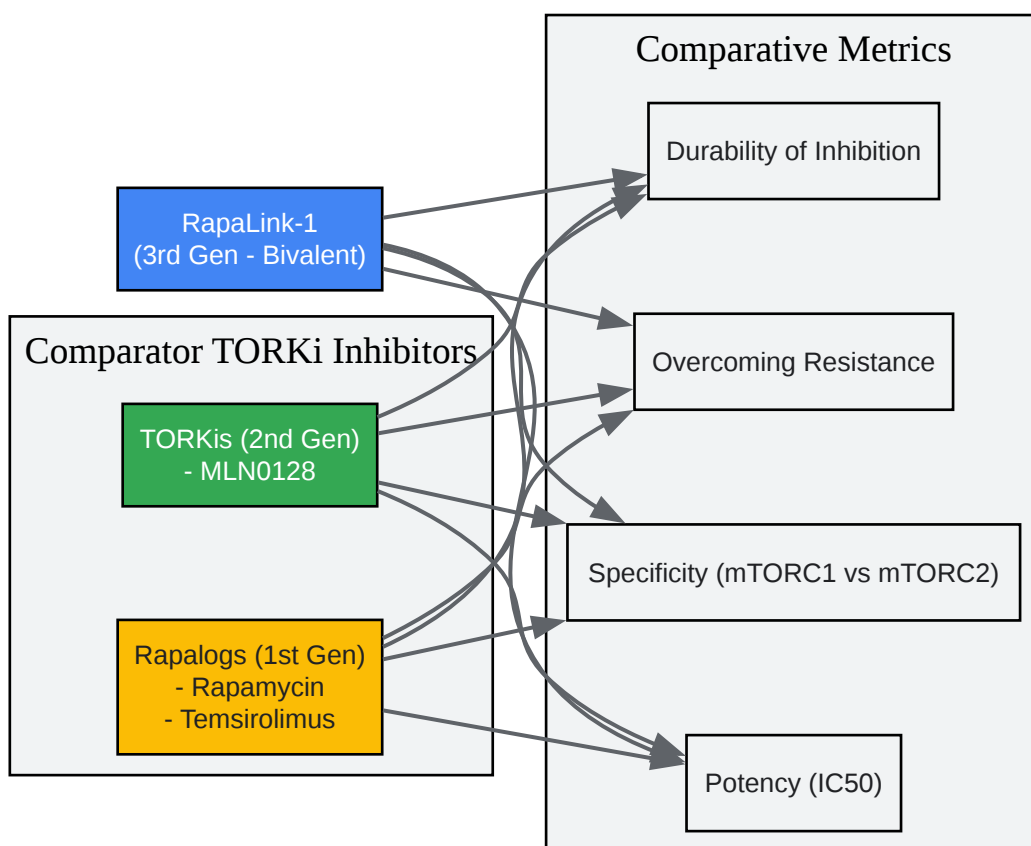 Comparative Metrics
Durability of Inhibition
RapaLink-1
(3rd Gen - Bivalent)
Overcoming Resistance
Comparator TORKi Inhibitors
TORKis (2nd Gen)
- MLN0128
Specificity (mTORC1 vs mTORC2)
Rapalogs (1st Gen)
- Rapamycin
- Temsirolimus
Potency (IC50)